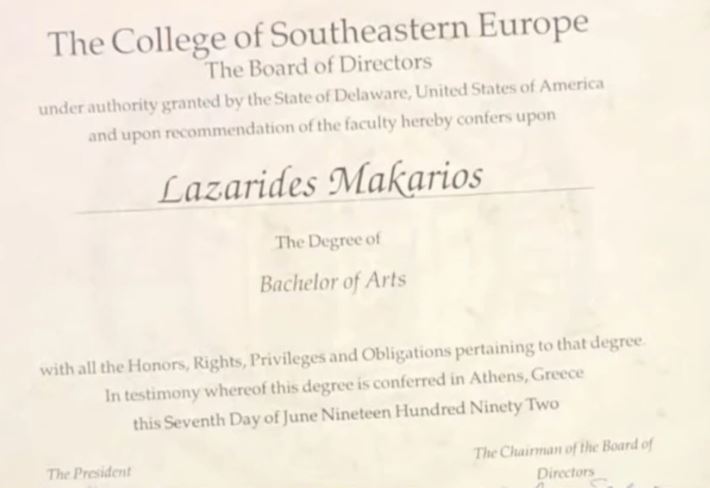 The College of Southeastern Europe
The Board of Directors
under authority granted by the State of Delaware, United States of America
and upon recommendation of the faculty hereby confers upon
Lazarides Makarios
The Degree of
Bachelor of Arts
with all the Honors, Rights, Privileges and Obligations pertaining to that degree.
In testimony whereof this degree is conferred in Athens, Greece
this Seventh Day of June Nineteen Hundred Ninety Two
The President
The Chairman of the Board of
Directors